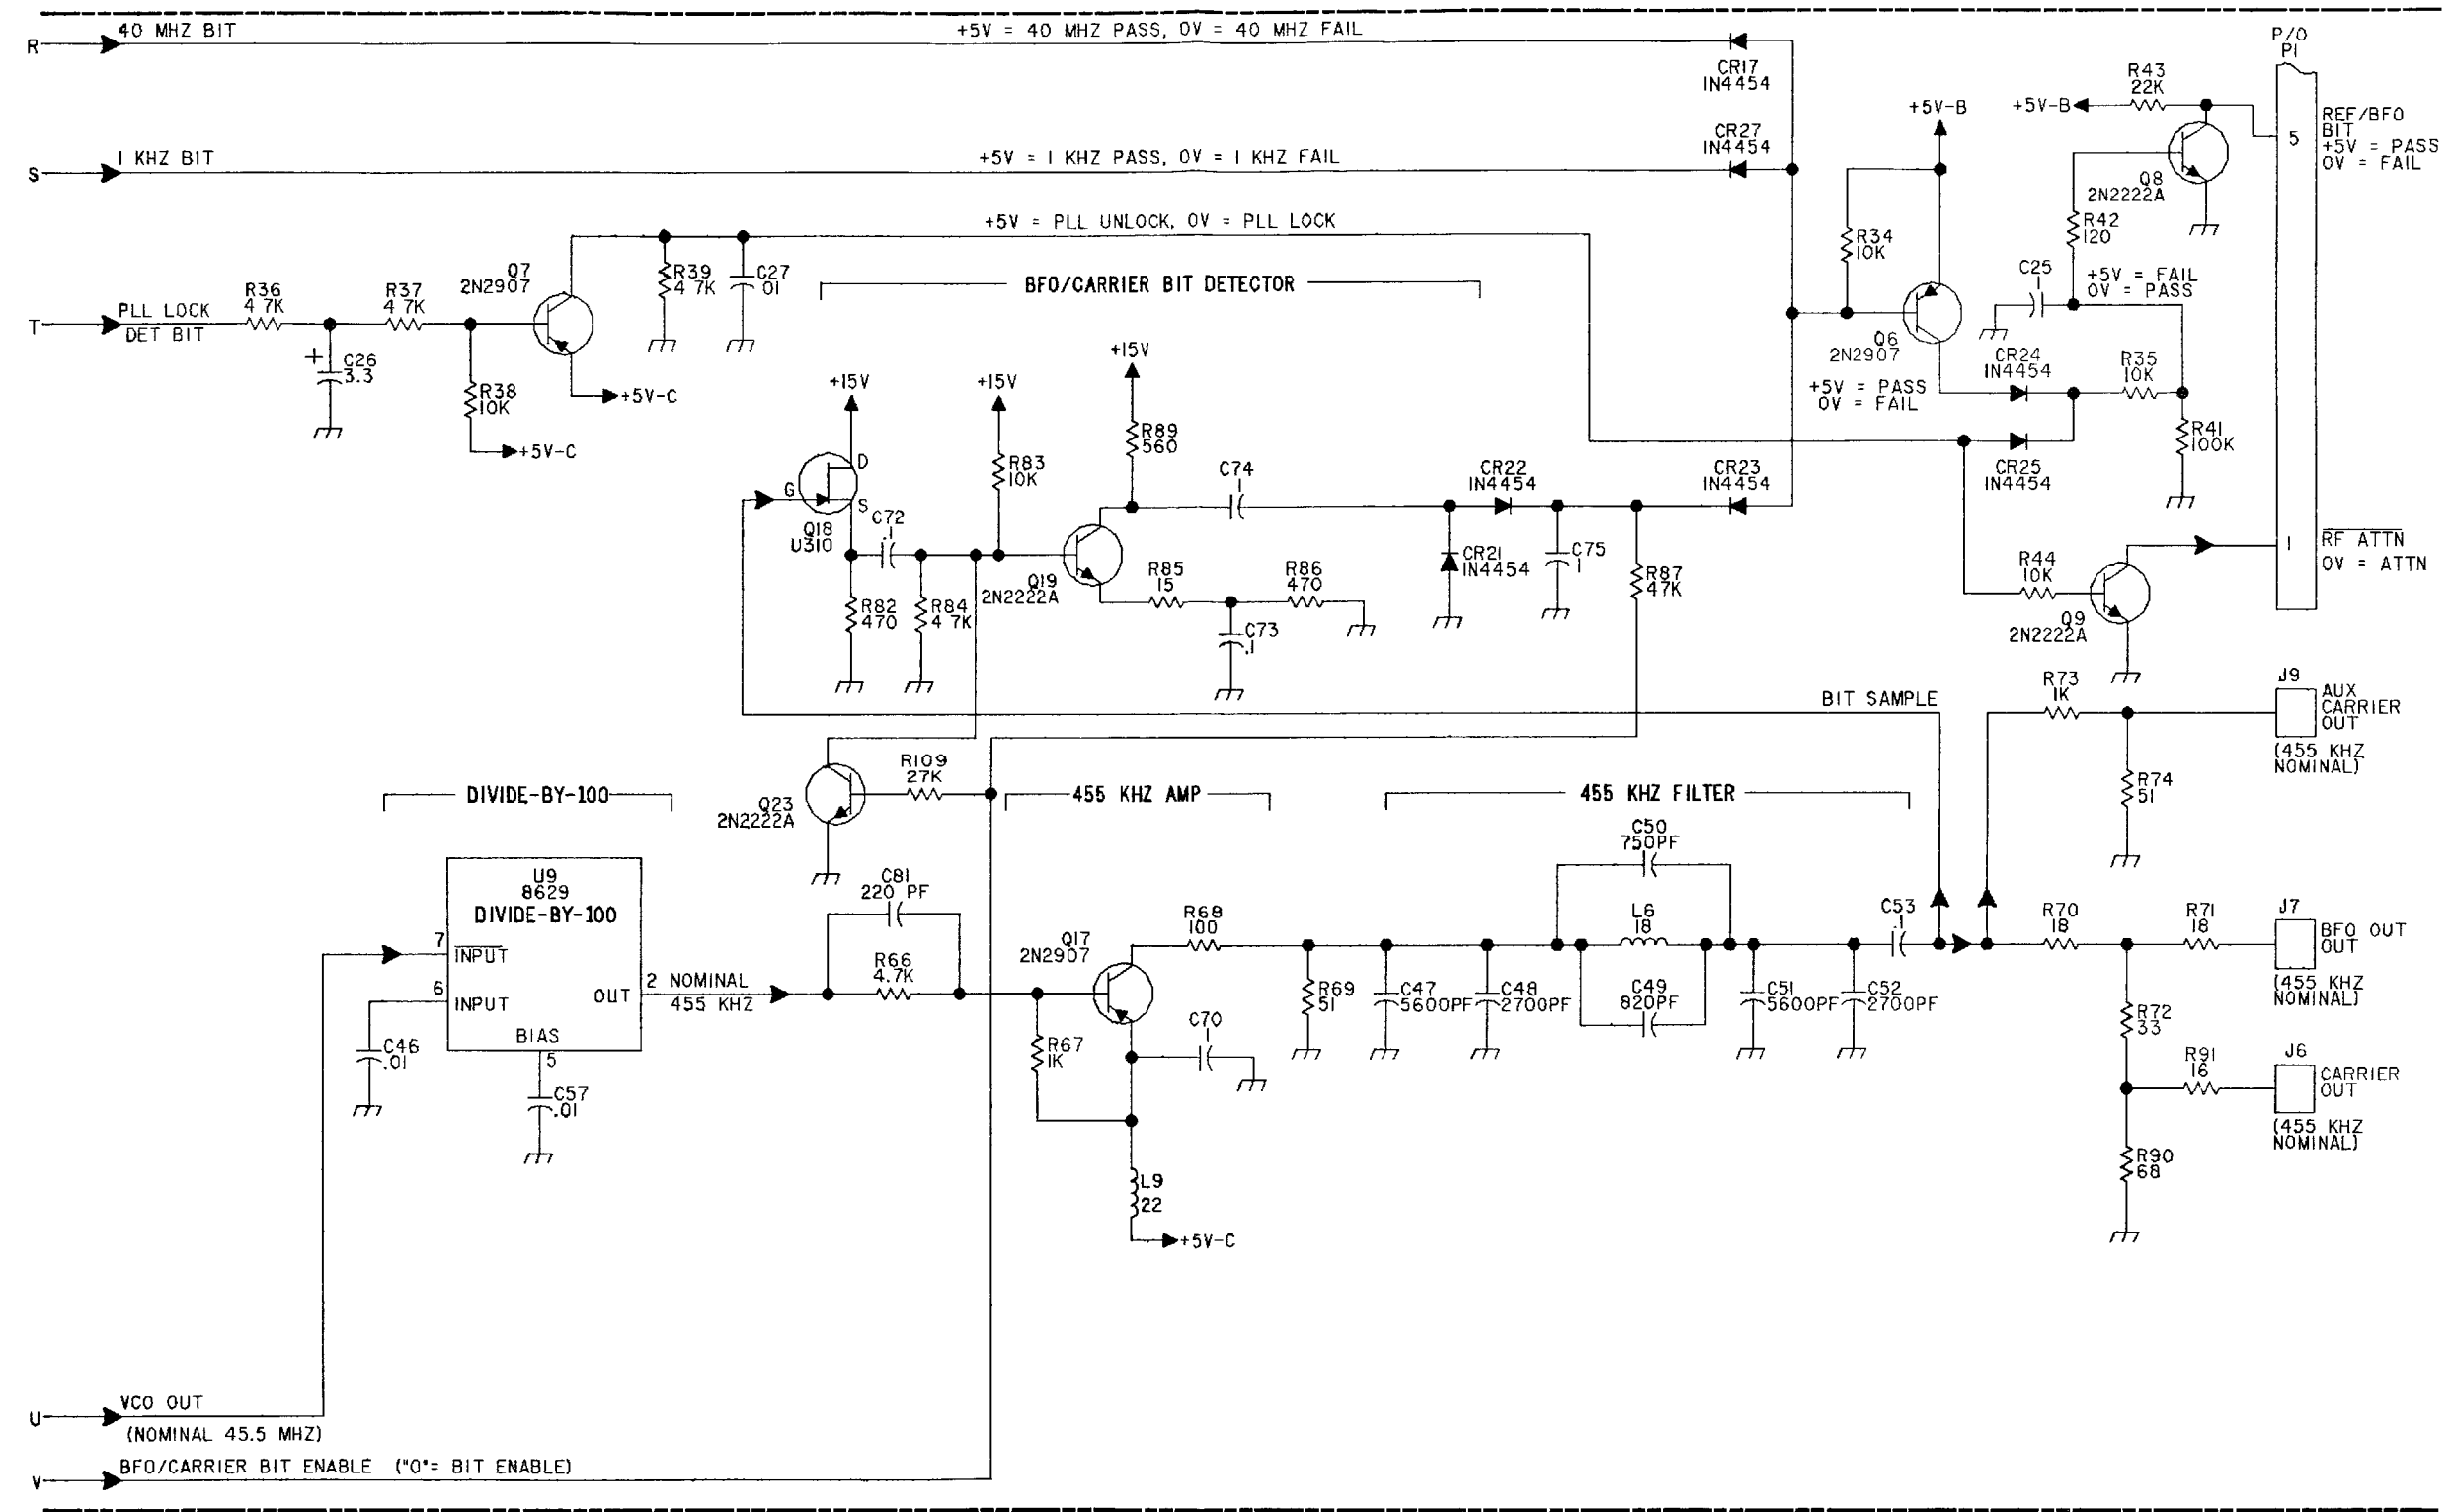 R
40 MHZ BIT
+5V = 40 MHZ PASS, 0V = 40 MHZ FAIL
CR17
1N4454
P/O
P1
S
1 KHZ BIT
+5V = 1 KHZ PASS, 0V = 1 KHZ FAIL
CR27
1N4454
+5V-B
+5V-B
R43
22K
5
REF/BFO
BIT
+5V = PASS
0V = FAIL
Q8
2N2222A
R42
120
+5V = PLL UNLOCK, 0V = PLL LOCK
T
PLL LOCK
DET BIT
R36
4 7K
C26
3.3
+
R37
4 7K
R38
10K
+5V-C
Q7
2N2907
+5V-C
R39
4 7K
C27
01
BFO/CARRIER BIT DETECTOR
R34
10K
Q6
2N2907
+5V = PASS
0V = FAIL
C25
1
+5V = FAIL
0V = PASS
CR24
1N4454
R35
10K
R41
100K
CR25
1N4454
+15V
D
G
S
Q18
U310
C72
.1
R82
470
R84
4 7K
+15V
R83
10K
+15V
R89
560
Q19
2N2222A
R85
15
R86
470
C73
.1
C74
1
CR21
1N4454
CR22
1N4454
C75
1
R87
47K
CR23
1N4454
R44
10K
Q9
2N2222A
1
RF ATTN
0V = ATTN
BIT SAMPLE
R73
1K
R74
51
J9
AUX
CARRIER
OUT
(455 KHZ
NOMINAL)
DIVIDE-BY-100
Q23
2N2222A
R109
27K
455 KHZ AMP
455 KHZ FILTER
U9
8629
DIVIDE-BY-100
7
INPUT
6
INPUT
OUT
2
BIAS
5
C46
.01
C57
.01
NOMINAL
455 KHZ
C81
220 PF
R66
4.7K
Q17
2N2907
R67
1K
C70
1
L9
22
+5V-C
R68
100
R69
51
C47
5600PF
C48
2700PF
C50
750PF
L6
18
C49
820PF
C51
5600PF
C52
2700PF
C53
.1
R70
18
R71
18
J7
BFO OUT
OUT
(455 KHZ
NOMINAL)
R72
33
R91
16
J6
CARRIER
OUT
(455 KHZ
NOMINAL)
R90
68
U
VCO OUT
(NOMINAL 45.5 MHZ)
V
BFO/CARRIER BIT ENABLE ("0"= BIT ENABLE)